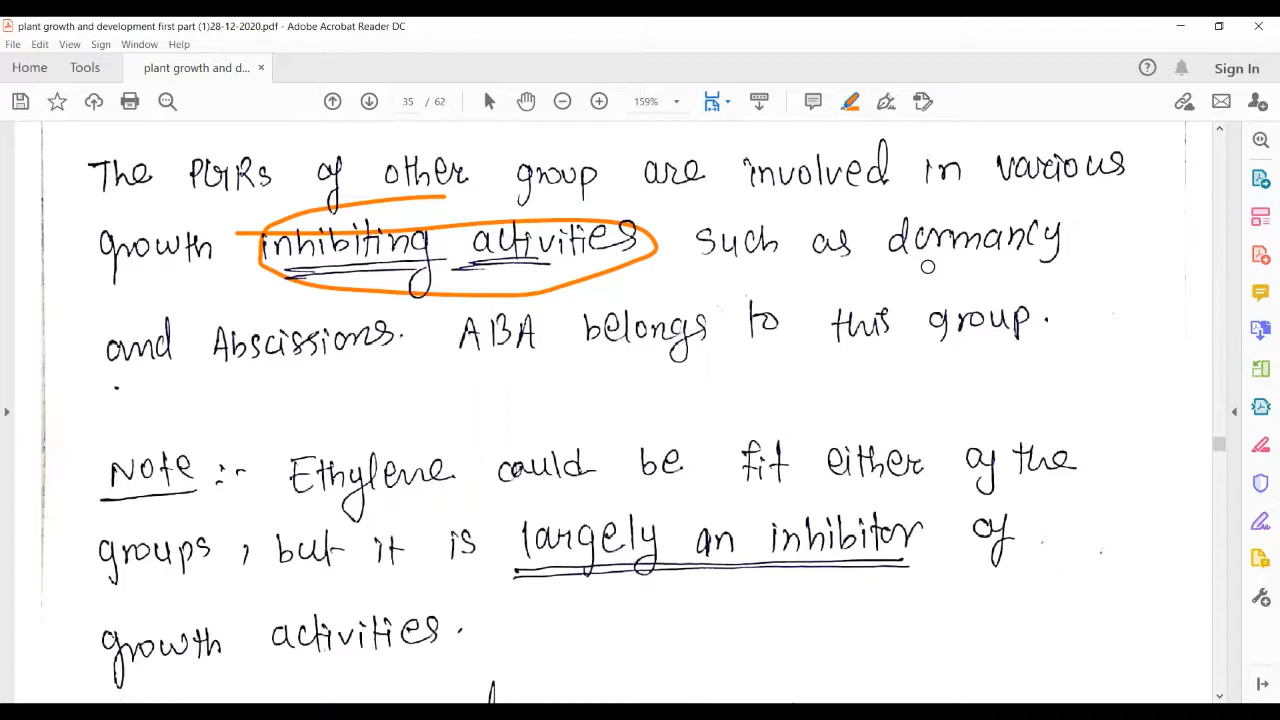 plant growth and development first part (1)28-12-2020.pdf - Adobe Acrobat Reader DC
File Edit View Sign Window Help
Home Tools plant growth and d... × Sign In
35 / 62 159%
The PGRs of other group are involved in various
growth inhibiting activities such as dormancy
and Abscissions. ABA belongs to this group.
Note :- Ethylene could be fit either of the
groups, but it is largely an inhibitor of
growth activities.